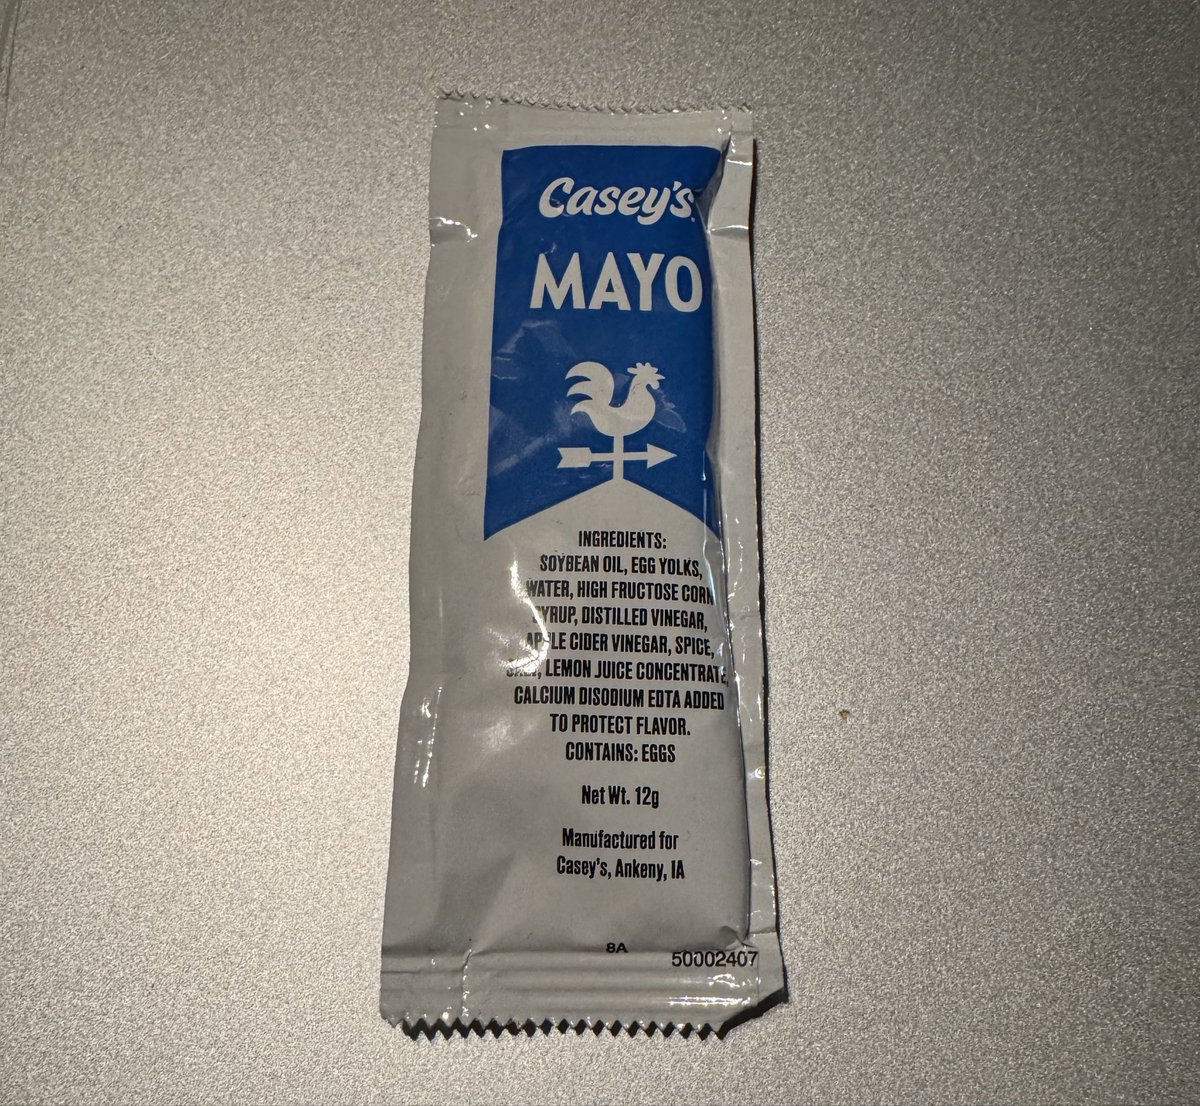 Casey's
MAYO
INGREDIENTS:
SOYBEAN OIL, EGG YOLKS,
WATER, HIGH FRUCTOSE CORN
SYRUP, DISTILLED VINEGAR,
APPLE CIDER VINEGAR, SPICE,
SALT, LEMON JUICE CONCENTRATE,
CALCIUM DISODIUM EDTA ADDED
TO PROTECT FLAVOR.
CONTAINS: EGGS
Net Wt. 12g
Manufactured for
Casey's, Ankeny, IA
8A
50002407